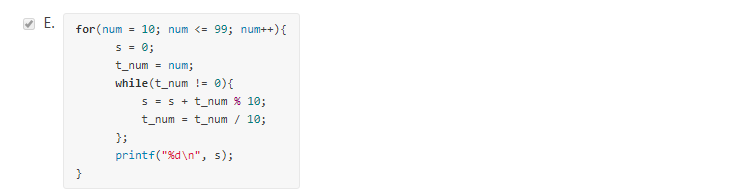 E.
for(num = 10; num <= 99; num++){
s = 0;
t_num = num;
while(t_num != 0){
s = s + t_num % 10;
t_num = t_num / 10;
};
printf("%d\n", s);
}